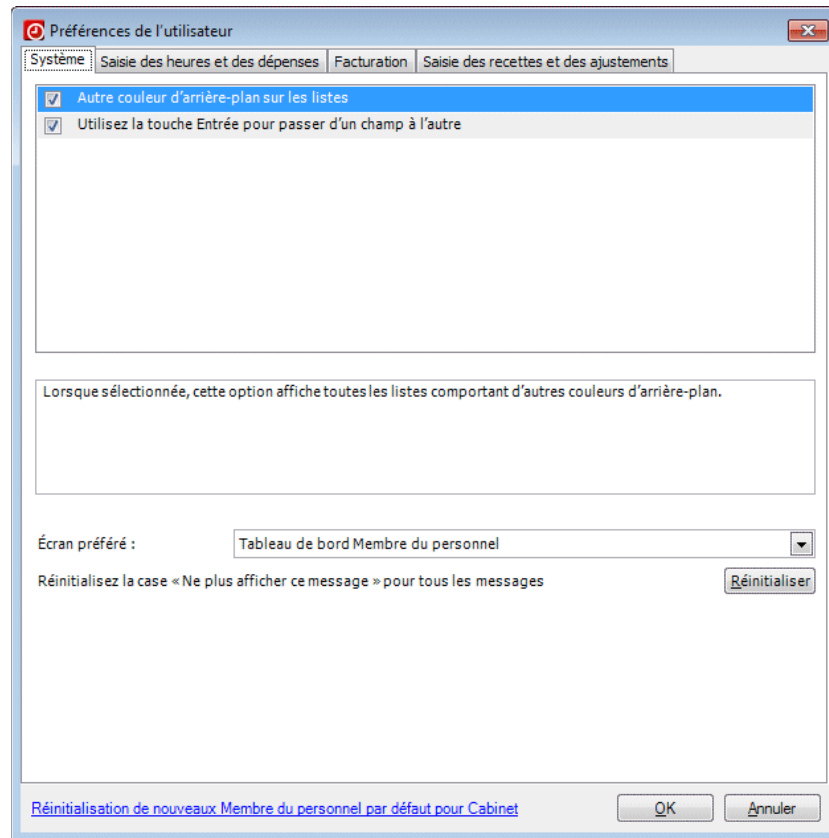 Préférences de l'utilisateur
Système
Saisie des heures et des dépenses
Facturation
Saisie des recettes et des ajustements
Autre couleur d'arrière-plan sur les listes
Utilisez la touche Entrée pour passer d'un champ à l'autre
Lorsque sélectionnée, cette option affiche toutes les listes comportant d'autres couleurs d'arrière-plan.
Écran préféré : Tableau de bord Membre du personnel
Réinitialisez la case « Ne plus afficher ce message » pour tous les messages Réinitialiser
Réinitialisation de nouveaux Membre du personnel par défaut pour Cabinet OK Annuler